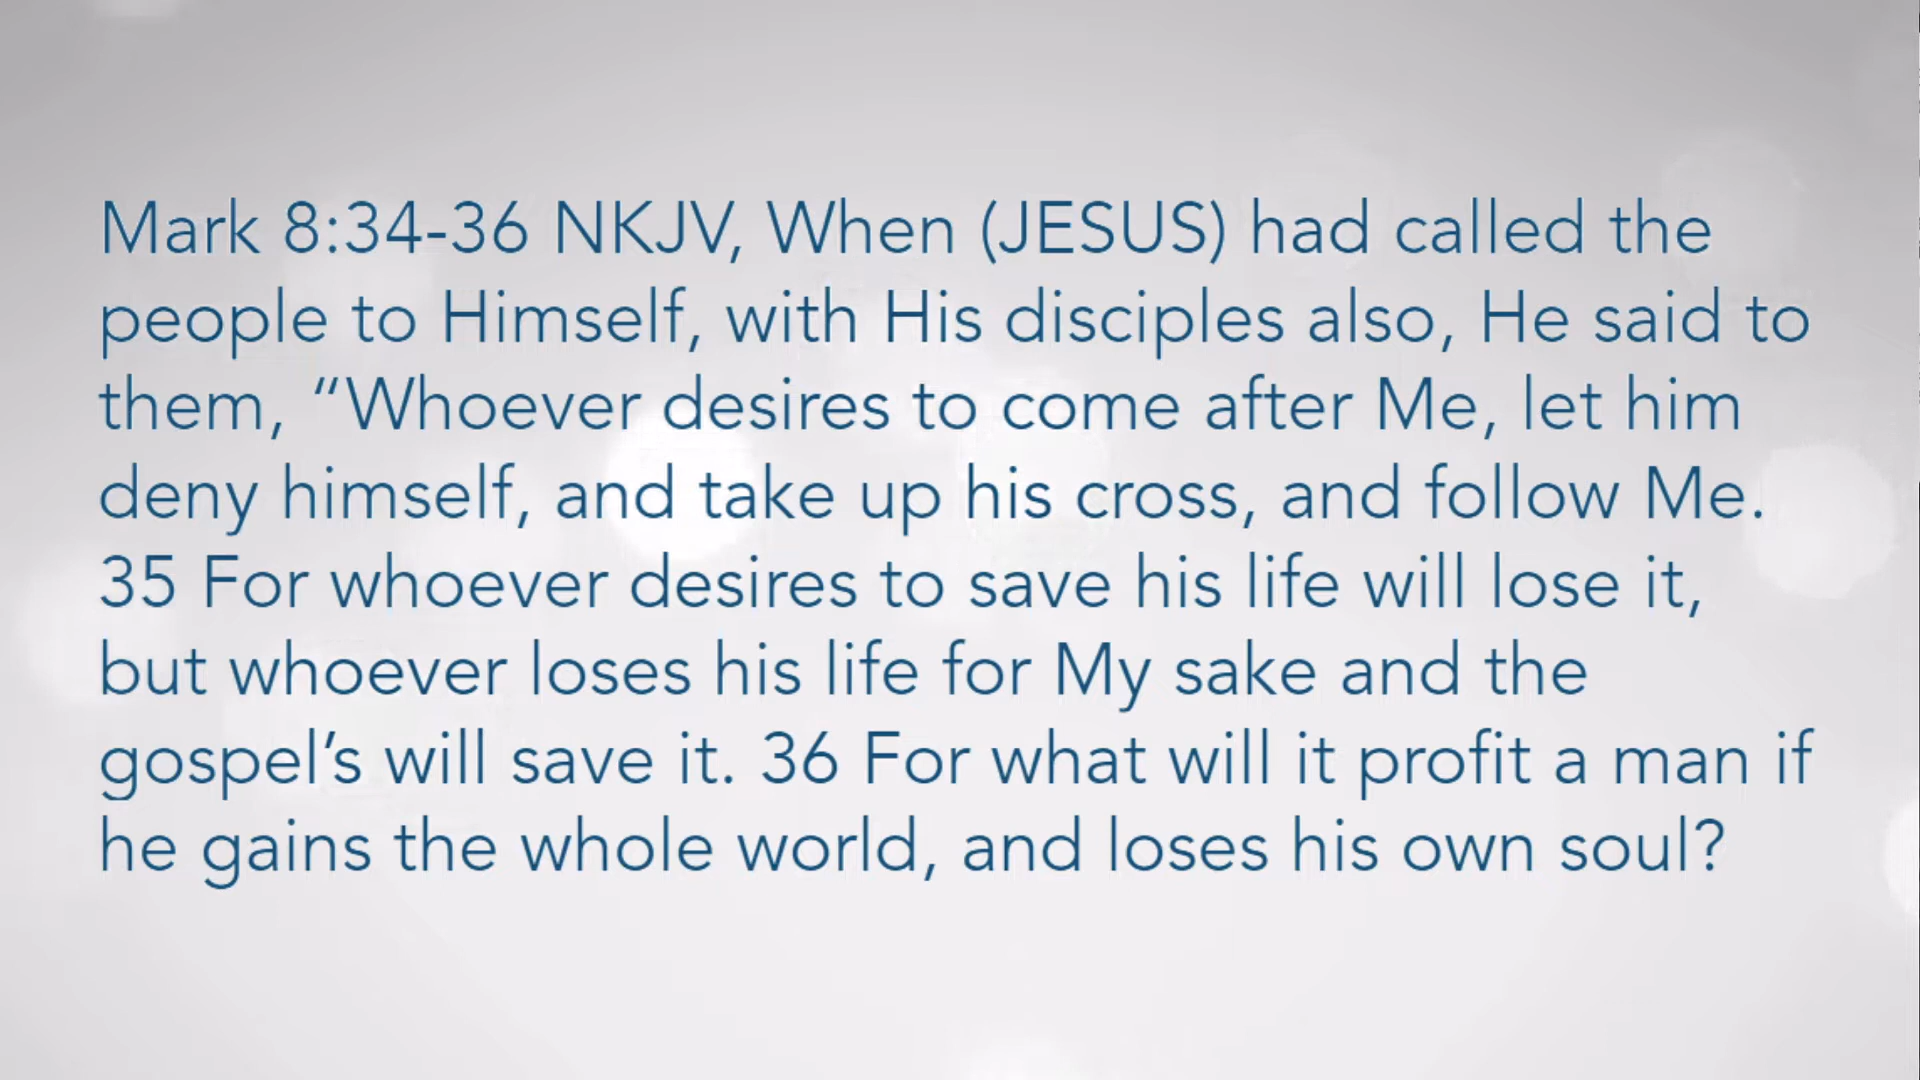 Mark 8:34-36 NKJV, When (JESUS) had called the
people to Himself, with His disciples also, He said to
them, “Whoever desires to come after Me, let him
deny himself, and take up his cross, and follow Me.
35 For whoever desires to save his life will lose it,
but whoever loses his life for My sake and the
gospel’s will save it. 36 For what will it profit a man if
he gains the whole world, and loses his own soul?